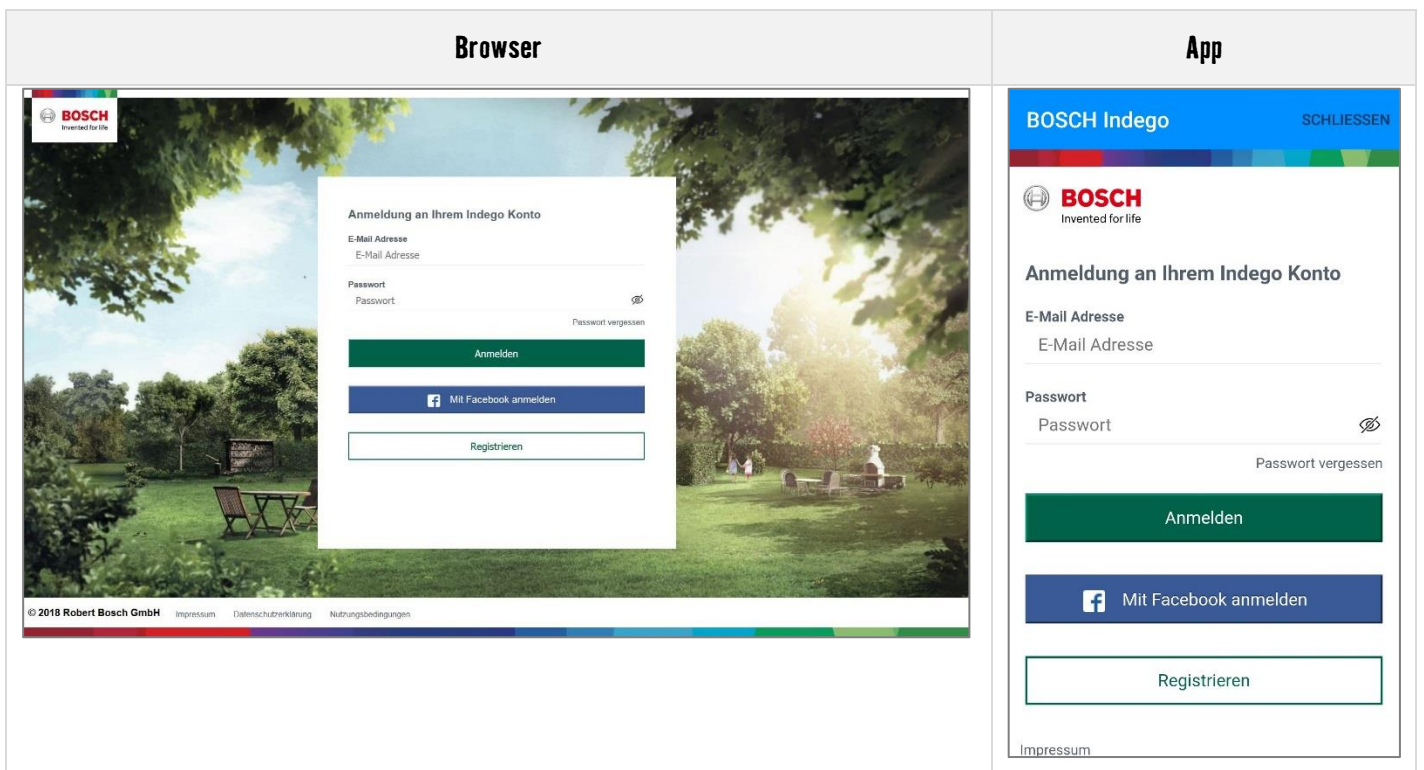 Browser
App
BOSCH
Invented for life
Anmeldung an Ihrem Indego Konto
E-Mail Adresse
E-Mail Adresse
Passwort
Passwort
Passwort vergessen
Anmelden
Mit Facebook anmelden
Registrieren
© 2018 Robert Bosch GmbH Impressum Datenschutzerklärung Nutzungsbedingungen
BOSCH Indego SCHLIESSEN
BOSCH
Invented for life
Anmeldung an Ihrem Indego Konto
E-Mail Adresse
E-Mail Adresse
Passwort
Passwort
Passwort vergessen
Anmelden
Mit Facebook anmelden
Registrieren
Impressum